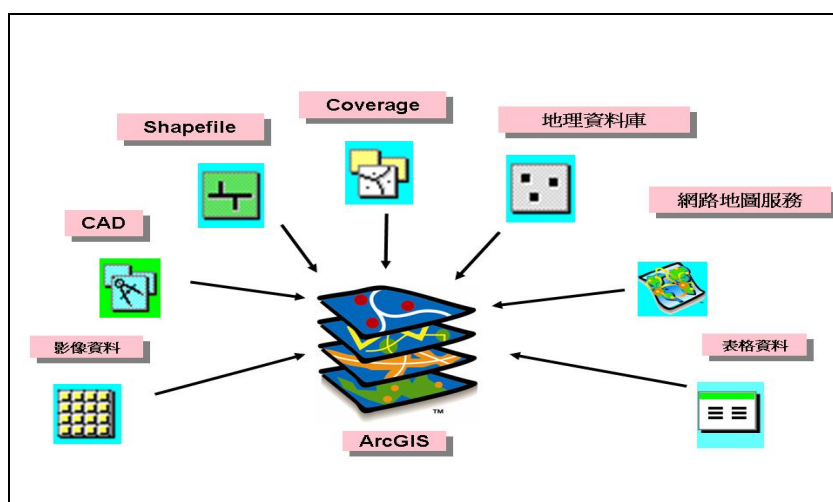 Coverage
Shapefile
地理資料庫
網路地圖服務
CAD
影像資料
表格資料
TM
ArcGIS